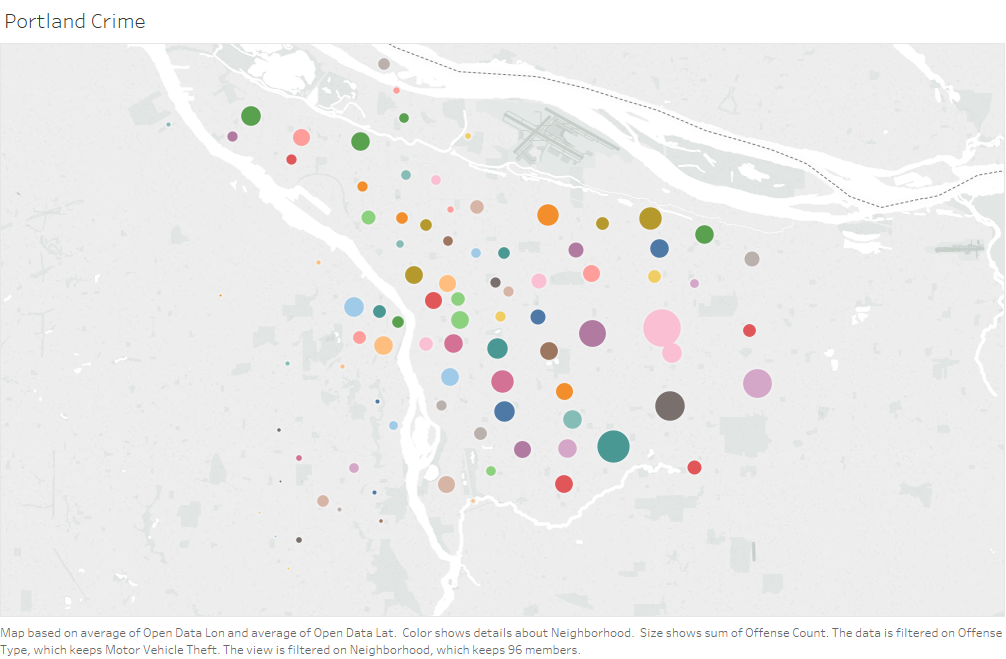 Portland Crime
Map based on average of Open Data Lon and average of Open Data Lat.  Color shows details about Neighborhood.  Size shows sum of Offense Count. The data is filtered on Offense
Type, which keeps Motor Vehicle Theft. The view is filtered on Neighborhood, which keeps 96 members.